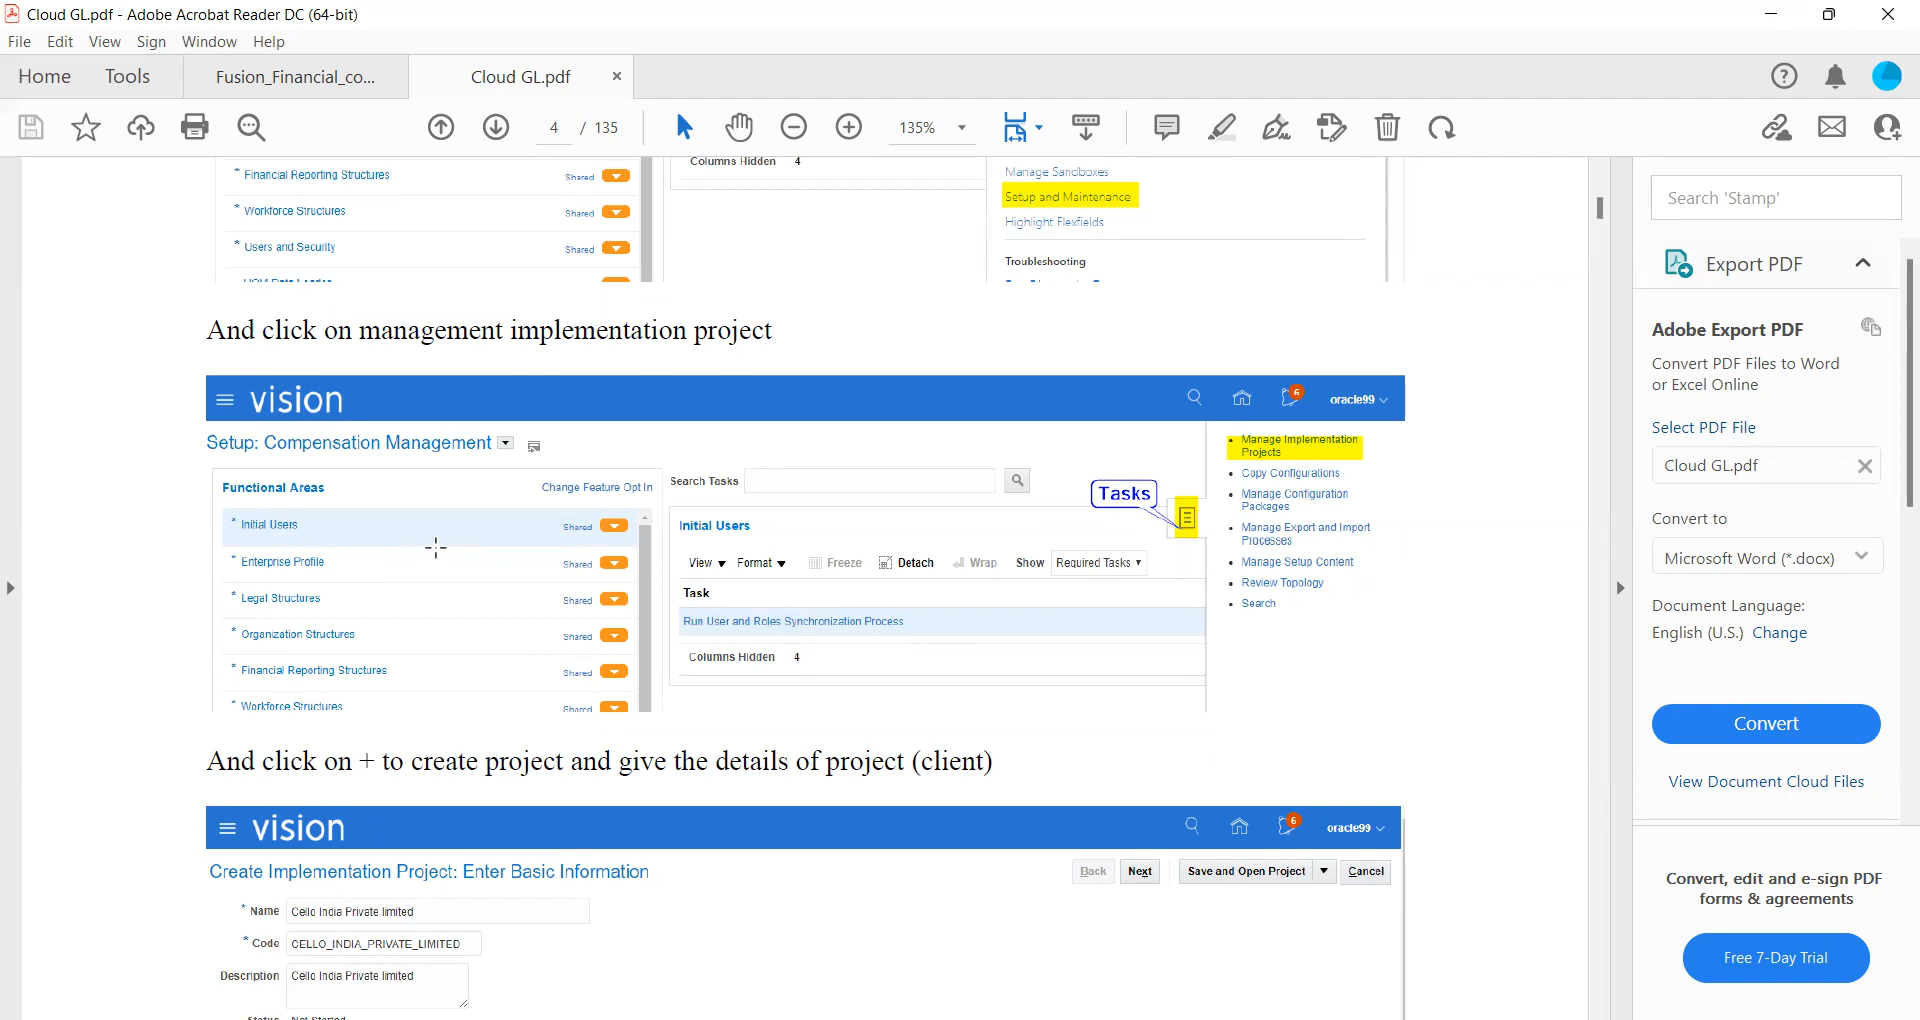 Cloud GL.pdf - Adobe Acrobat Reader DC (64-bit)
File Edit View Sign Window Help
Home Tools Fusion_Financial_co... Cloud GL.pdf ×
4 / 135 135%
Columns Hidden 4
Manage Sandboxes
* Financial Reporting Structures Shared
Setup and Maintenance
* Workforce Structures Shared
Highlight Flexfields
* Users and Security Shared
Troubleshooting
And click on management implementation project
vision 6 oracle99
Setup: Compensation Management
Manage Implementation
Projects
Functional Areas Change Feature Opt In
Search Tasks
Copy Configurations
Tasks
Manage Configuration
Packages
* Initial Users Shared
Initial Users
Manage Export and Import
Processes
* Enterprise Profile Shared
View Format Freeze Detach Wrap Show Required Tasks
Manage Setup Content
Review Topology
* Legal Structures Shared
Task
Search
Run User and Roles Synchronization Process
* Organization Structures Shared
Columns Hidden 4
* Financial Reporting Structures Shared
* Workforce Structures Shared
And click on + to create project and give the details of project (client)
vision 6 oracle99
Create Implementation Project: Enter Basic Information Back Next Save and Open Project Cancel
* Name Cello India Private limited
* Code CELLO_INDIA_PRIVATE_LIMITED
Description Cello India Private limited
Status Not Started
Search 'Stamp'
Export PDF
Adobe Export PDF
Convert PDF Files to Word
or Excel Online
Select PDF File
Cloud GL.pdf
Convert to
Microsoft Word (*.docx)
Document Language:
English (U.S.) Change
Convert
View Document Cloud Files
Convert, edit and e-sign PDF
forms & agreements
Free 7-Day Trial